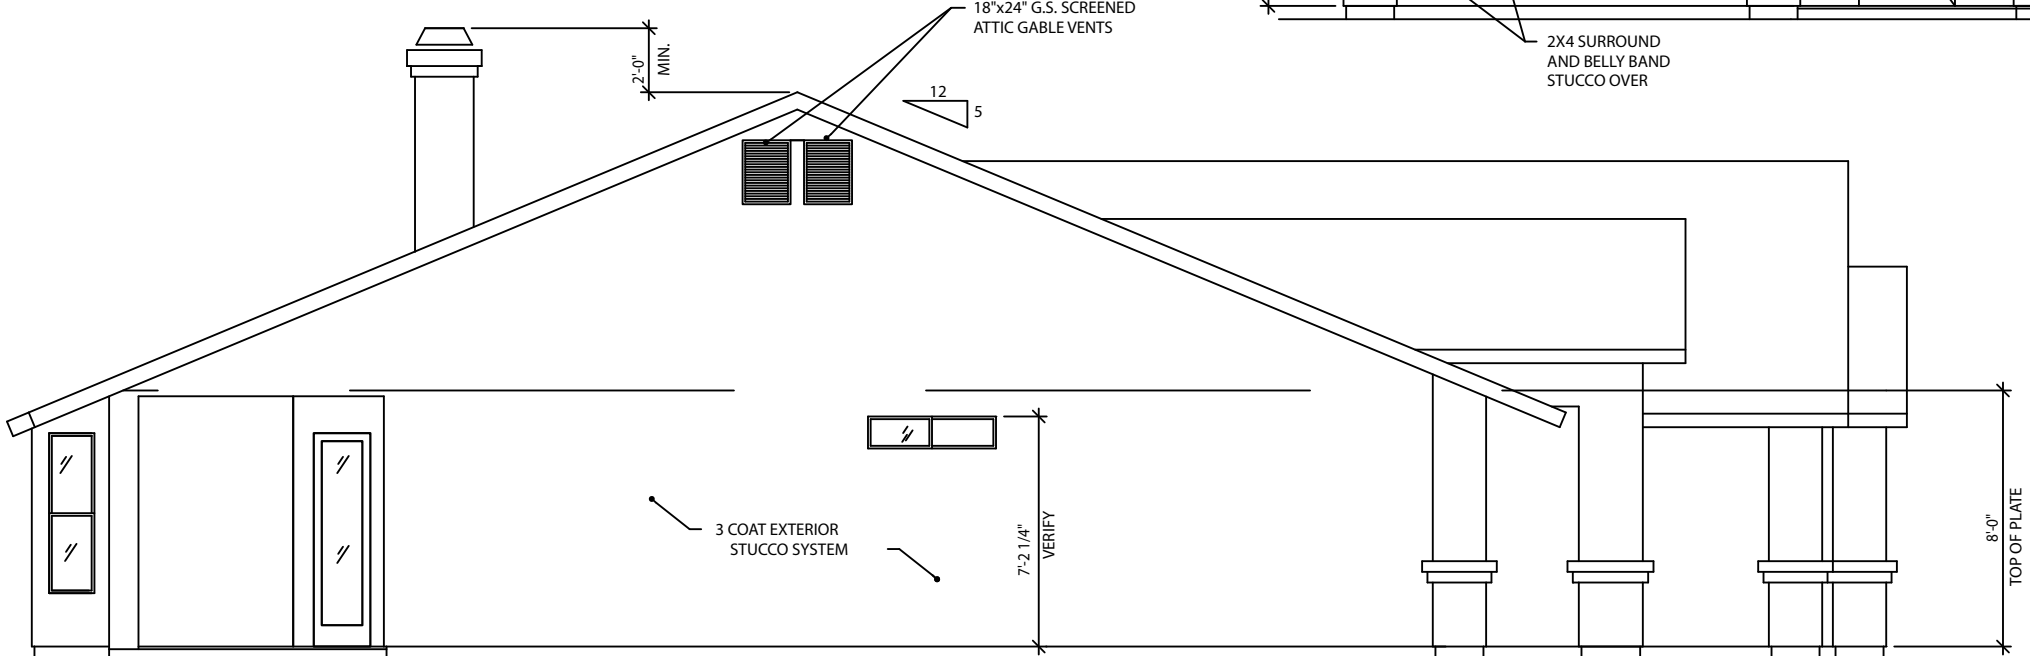 18"x24" G.S. SCREENED
ATTIC GABLE VENTS
2X4 SURROUND
AND BELLY BAND
STUCCO OVER
2'-0"
MIN.
12
5
3 COAT EXTERIOR
STUCCO SYSTEM
7'-2 1/4"
VERIFY
8'-0"
TOP OF PLATE